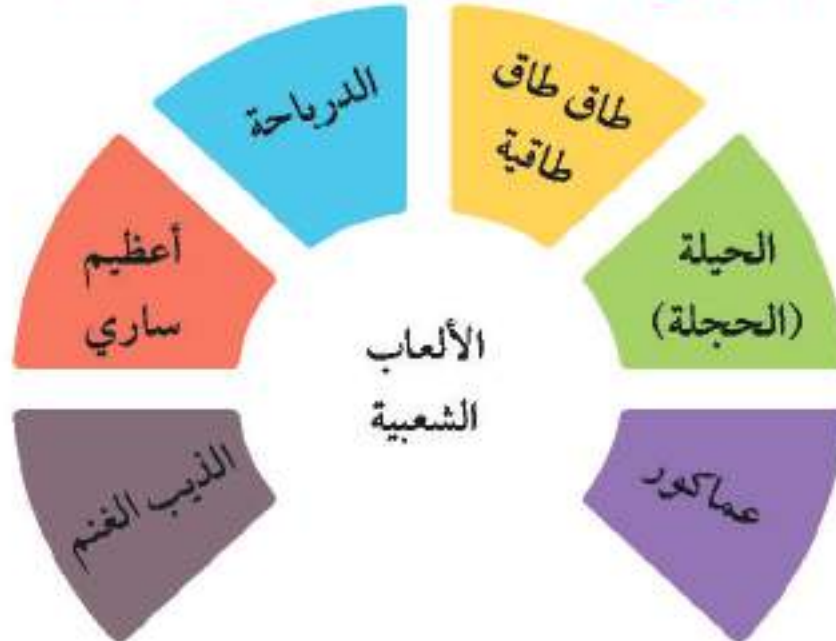 الألعاب
الشعبية
عماكور
الحيلة
(الحجلة)
طاق طاق
طاقية
الدرباحة
أعظيم
ساري
الذيب الغنم